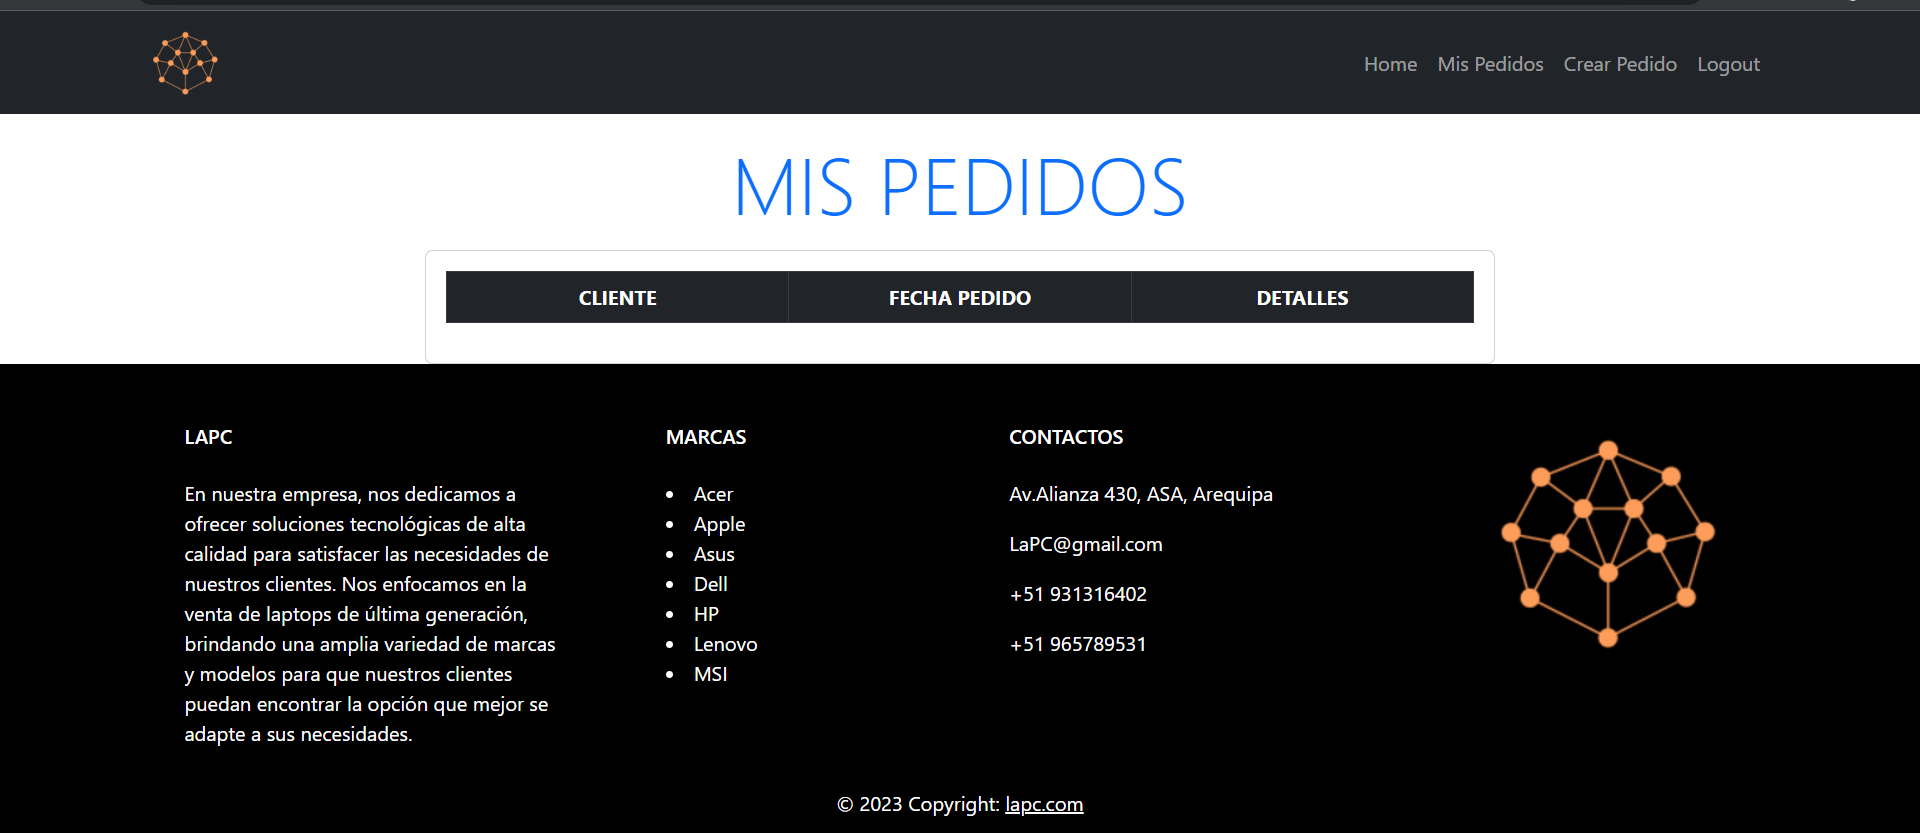 Home Mis Pedidos Crear Pedido Logout
MIS PEDIDOS
CLIENTE FECHA PEDIDO DETALLES
LAPC
En nuestra empresa, nos dedicamos a
ofrecer soluciones tecnológicas de alta
calidad para satisfacer las necesidades de
nuestros clientes. Nos enfocamos en la
venta de laptops de última generación,
brindando una amplia variedad de marcas
y modelos para que nuestros clientes
puedan encontrar la opción que mejor se
adapte a sus necesidades.
MARCAS
Acer
Apple
Asus
Dell
HP
Lenovo
MSI
CONTACTOS
Av.Alianza 430, ASA, Arequipa
LaPC@gmail.com
+51 931316402
+51 965789531
© 2023 Copyright: lapc.com